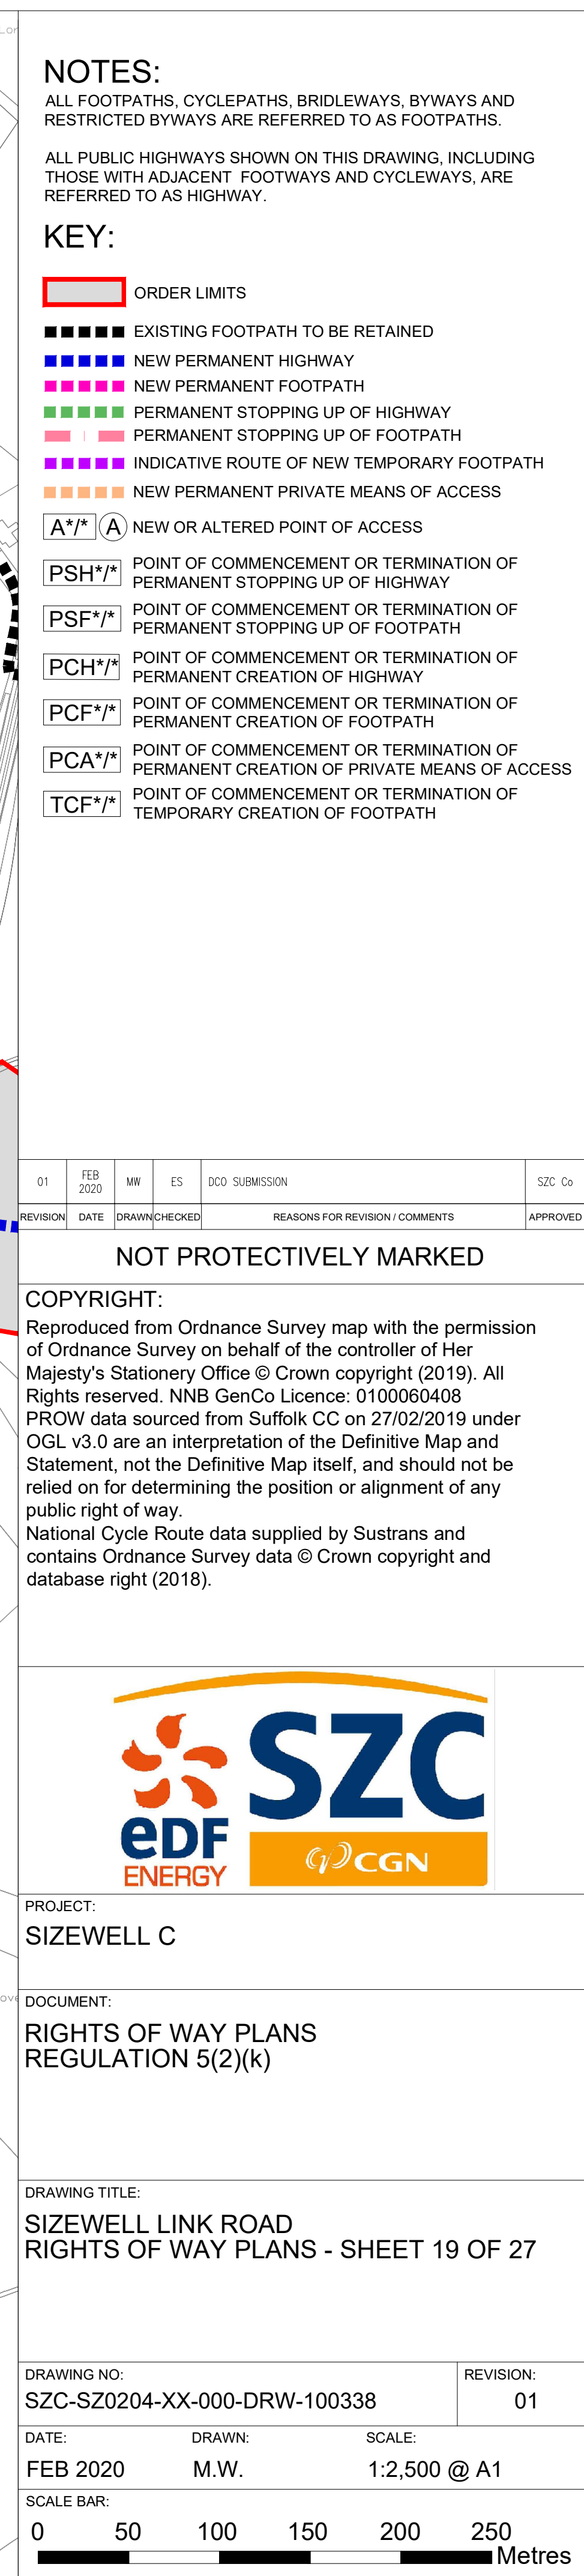 NOTES:
ALL FOOTPATHS, CYCLEPATHS, BRIDLEWAYS, BYWAYS AND
RESTRICTED BYWAYS ARE REFERRED TO AS FOOTPATHS.
ALL PUBLIC HIGHWAYS SHOWN ON THIS DRAWING, INCLUDING
THOSE WITH ADJACENT FOOTWAYS AND CYCLEWAYS, ARE
REFERRED TO AS HIGHWAY.
KEY:
ORDER LIMITS
EXISTING FOOTPATH TO BE RETAINED
NEW PERMANENT HIGHWAY
NEW PERMANENT FOOTPATH
PERMANENT STOPPING UP OF HIGHWAY
PERMANENT STOPPING UP OF FOOTPATH
INDICATIVE ROUTE OF NEW TEMPORARY FOOTPATH
NEW PERMANENT PRIVATE MEANS OF ACCESS
A*/* A NEW OR ALTERED POINT OF ACCESS
PSH*/* POINT OF COMMENCEMENT OR TERMINATION OF
PERMANENT STOPPING UP OF HIGHWAY
PSF*/* POINT OF COMMENCEMENT OR TERMINATION OF
PERMANENT STOPPING UP OF FOOTPATH
PCH*/* POINT OF COMMENCEMENT OR TERMINATION OF
PERMANENT CREATION OF HIGHWAY
PCF*/* POINT OF COMMENCEMENT OR TERMINATION OF
PERMANENT CREATION OF FOOTPATH
PCA*/* POINT OF COMMENCEMENT OR TERMINATION OF
PERMANENT CREATION OF PRIVATE MEANS OF ACCESS
TCF*/* POINT OF COMMENCEMENT OR TERMINATION OF
TEMPORARY CREATION OF FOOTPATH
01 FEB 2020 MW ES DCO SUBMISSION SZC Co
REVISION DATE DRAWN CHECKED REASONS FOR REVISION / COMMENTS APPROVED
NOT PROTECTIVELY MARKED
COPYRIGHT:
Reproduced from Ordnance Survey map with the permission
of Ordnance Survey on behalf of the controller of Her
Majesty's Stationery Office © Crown copyright (2019). All
Rights reserved. NNB GenCo Licence: 0100060408
PROW data sourced from Suffolk CC on 27/02/2019 under
OGL v3.0 are an interpretation of the Definitive Map and
Statement, not the Definitive Map itself, and should not be
relied on for determining the position or alignment of any
public right of way.
National Cycle Route data supplied by Sustrans and
contains Ordnance Survey data © Crown copyright and
database right (2018).
SZC
eDF
ENERGY
CGN
PROJECT:
SIZEWELL C
DOCUMENT:
RIGHTS OF WAY PLANS
REGULATION 5(2)(k)
DRAWING TITLE:
SIZEWELL LINK ROAD
RIGHTS OF WAY PLANS - SHEET 19 OF 27
DRAWING NO: REVISION:
SZC-SZ0204-XX-000-DRW-100338 01
DATE: DRAWN: SCALE:
FEB 2020 M.W. 1:2,500 @ A1
SCALE BAR:
0 50 100 150 200 250
Metres